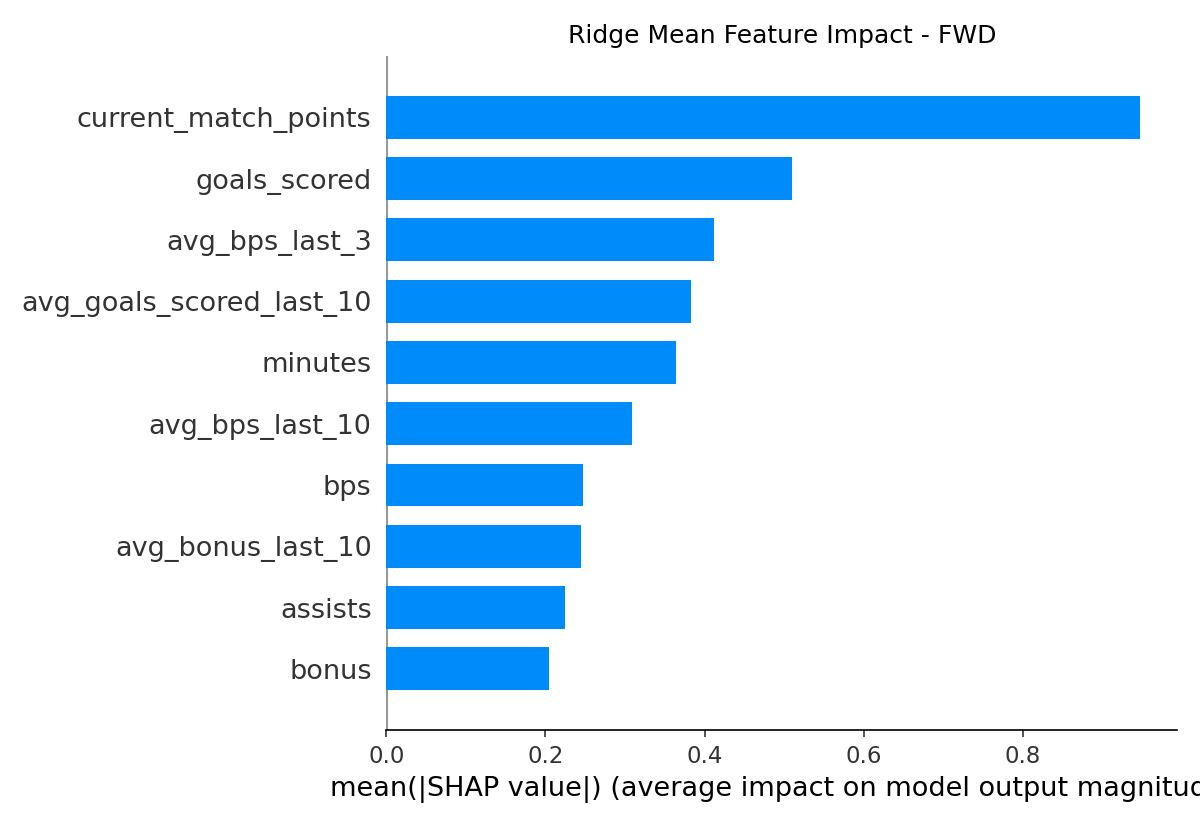 Ridge Mean Feature Impact - FWD
current_match_points
goals_scored
avg_bps_last_3
avg_goals_scored_last_10
minutes
avg_bps_last_10
bps
avg_bonus_last_10
assists
bonus
0.0 0.2 0.4 0.6 0.8
mean(|SHAP value|) (average impact on model output magnitud